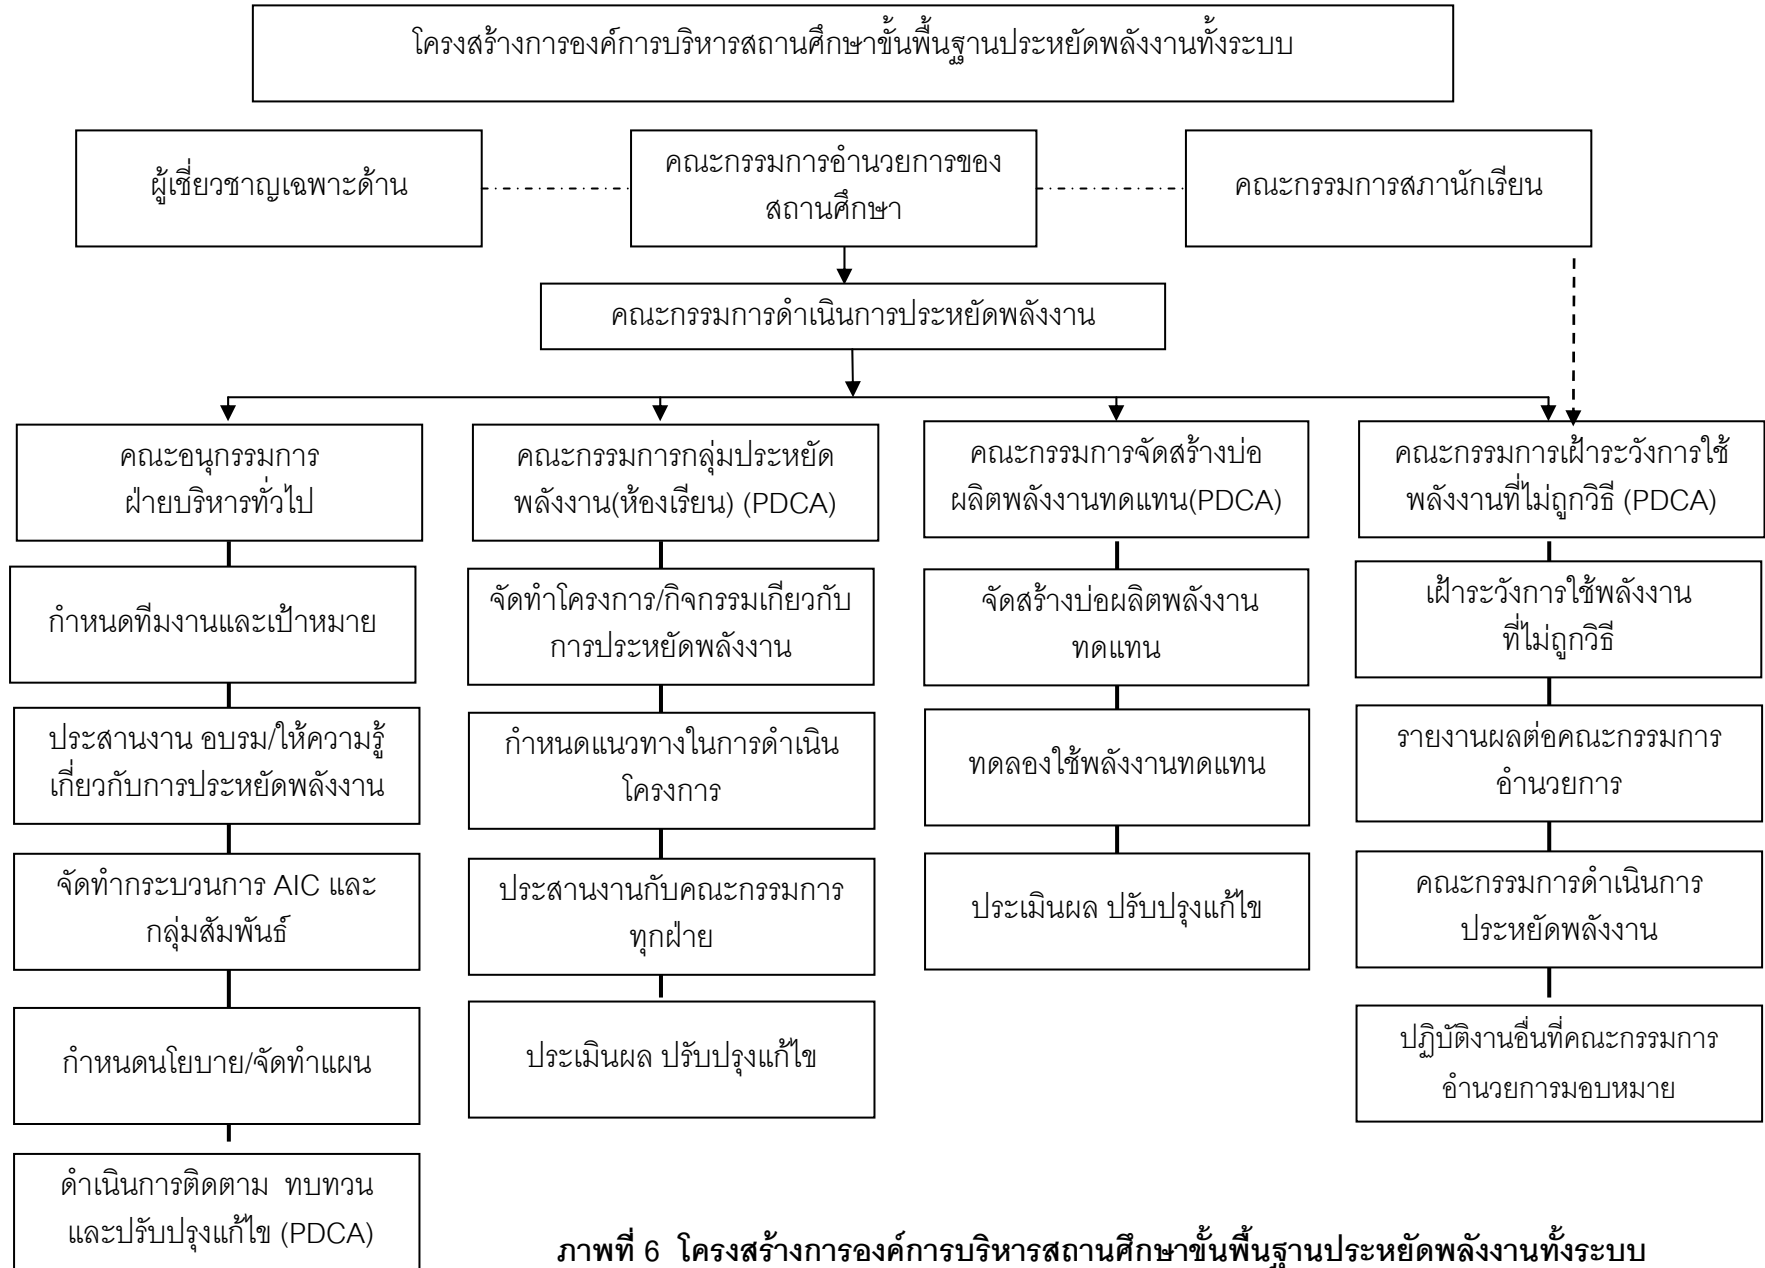 โครงสร้างการองค์การบริหารสถานศึกษาขั้นพื้นฐานประหยัดพลังงานทั้งระบบ
ผู้เชี่ยวชาญเฉพาะด้าน
คณะกรรมการอำนวยการของ
สถานศึกษา
คณะกรรมการสภานักเรียน
คณะกรรมการดำเนินการประหยัดพลังงาน
คณะอนุกรรมการ
ฝ่ายบริหารทั่วไป
กำหนดทีมงานและเป้าหมาย
ประสานงาน อบรม/ให้ความรู้
เกี่ยวกับการประหยัดพลังงาน
จัดทำกระบวนการ AIC และ
กลุ่มสัมพันธ์
กำหนดนโยบาย/จัดทำแผน
ดำเนินการติดตาม ทบทวน
และปรับปรุงแก้ไข (PDCA)
คณะกรรมการกลุ่มประหยัด
พลังงาน(ห้องเรียน) (PDCA)
จัดทำโครงการ/กิจกรรมเกี่ยวกับ
การประหยัดพลังงาน
กำหนดแนวทางในการดำเนิน
โครงการ
ประสานงานกับคณะกรรมการ
ทุกฝ่าย
ประเมินผล ปรับปรุงแก้ไข
คณะกรรมการจัดสร้างบ่อ
ผลิตพลังงานทดแทน(PDCA)
จัดสร้างบ่อผลิตพลังงาน
ทดแทน
ทดลองใช้พลังงานทดแทน
ประเมินผล ปรับปรุงแก้ไข
คณะกรรมการเฝ้าระวังการใช้
พลังงานที่ไม่ถูกวิธี (PDCA)
เฝ้าระวังการใช้พลังงาน
ที่ไม่ถูกวิธี
รายงานผลต่อคณะกรรมการ
อำนวยการ
คณะกรรมการดำเนินการ
ประหยัดพลังงาน
ปฏิบัติงานอื่นที่คณะกรรมการ
อำนวยการมอบหมาย
ภาพที่ 6 โครงสร้างการองค์การบริหารสถานศึกษาขั้นพื้นฐานประหยัดพลังงานทั้งระบบ